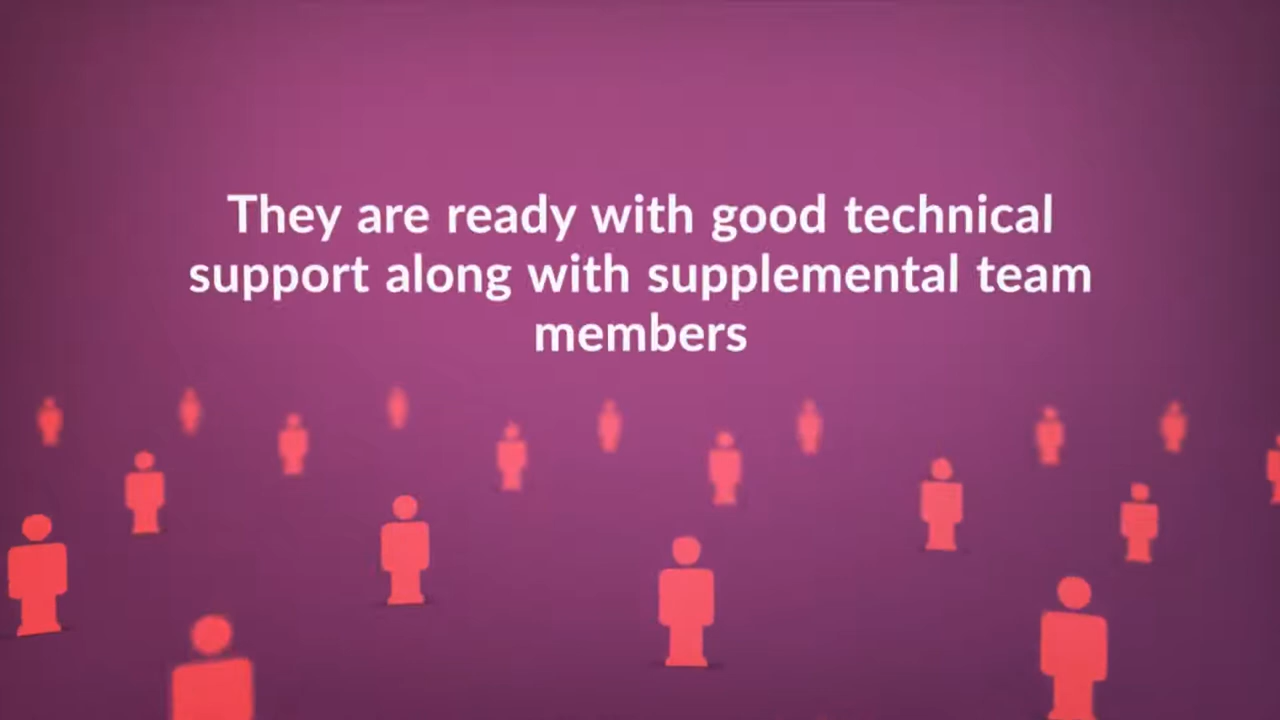 They are ready with good technical
support along with supplemental team
members